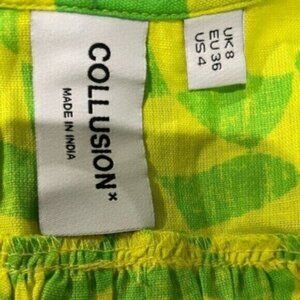 COLLUSION×
MADE IN INDIA
UK 8
EU 36
US 4